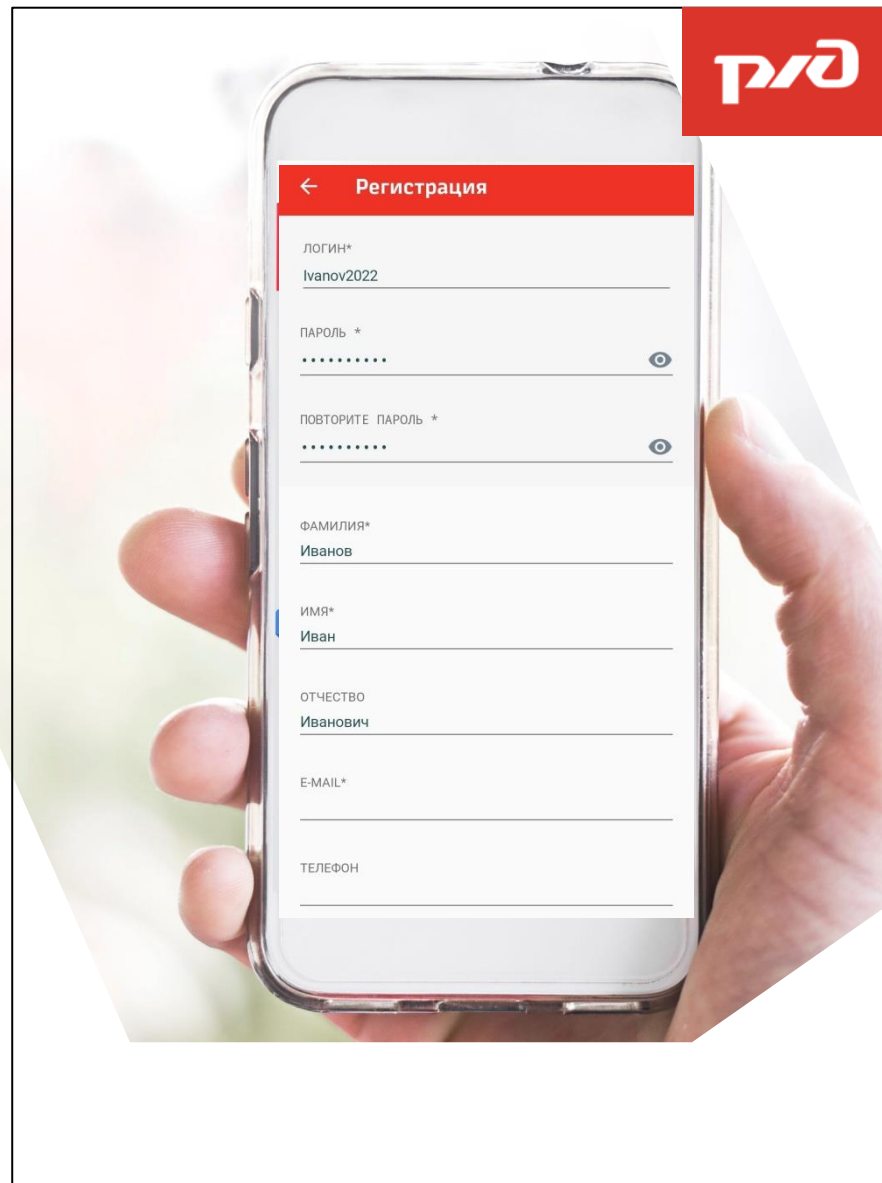 ржд
← Регистрация
ЛОГИН*
Ivanov2022
ПАРОЛЬ *
••••••••••
ПОВТОРИТЕ ПАРОЛЬ *
••••••••••
ФАМИЛИЯ*
Иванов
ИМЯ*
Иван
ОТЧЕСТВО
Иванович
E-MAIL*
ТЕЛЕФОН